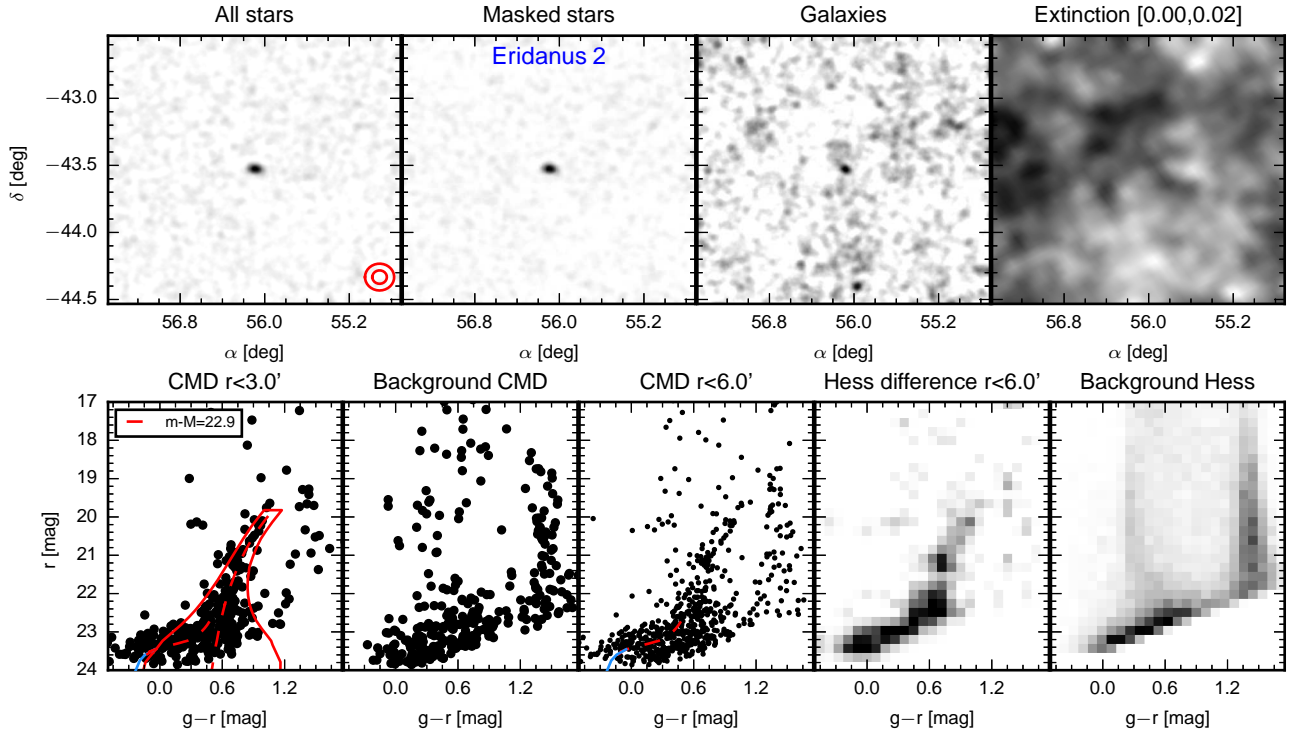 All stars
Masked stars
Galaxies
Extinction [0.00,0.02]
Eridanus 2
−43.0
−43.5
−44.0
−44.5
δ [deg]
56.8 56.0 55.2
56.8 56.0 55.2
56.8 56.0 55.2
56.8 56.0 55.2
α [deg]
α [deg]
α [deg]
α [deg]
CMD r<3.0’
Background CMD
CMD r<6.0’
Hess difference r<6.0’
Background Hess
m-M=22.9
17
18
19
20
21
22
23
24
r [mag]
0.0 0.6 1.2
0.0 0.6 1.2
0.0 0.6 1.2
0.0 0.6 1.2
0.0 0.6 1.2
g−r [mag]
g−r [mag]
g−r [mag]
g−r [mag]
g−r [mag]